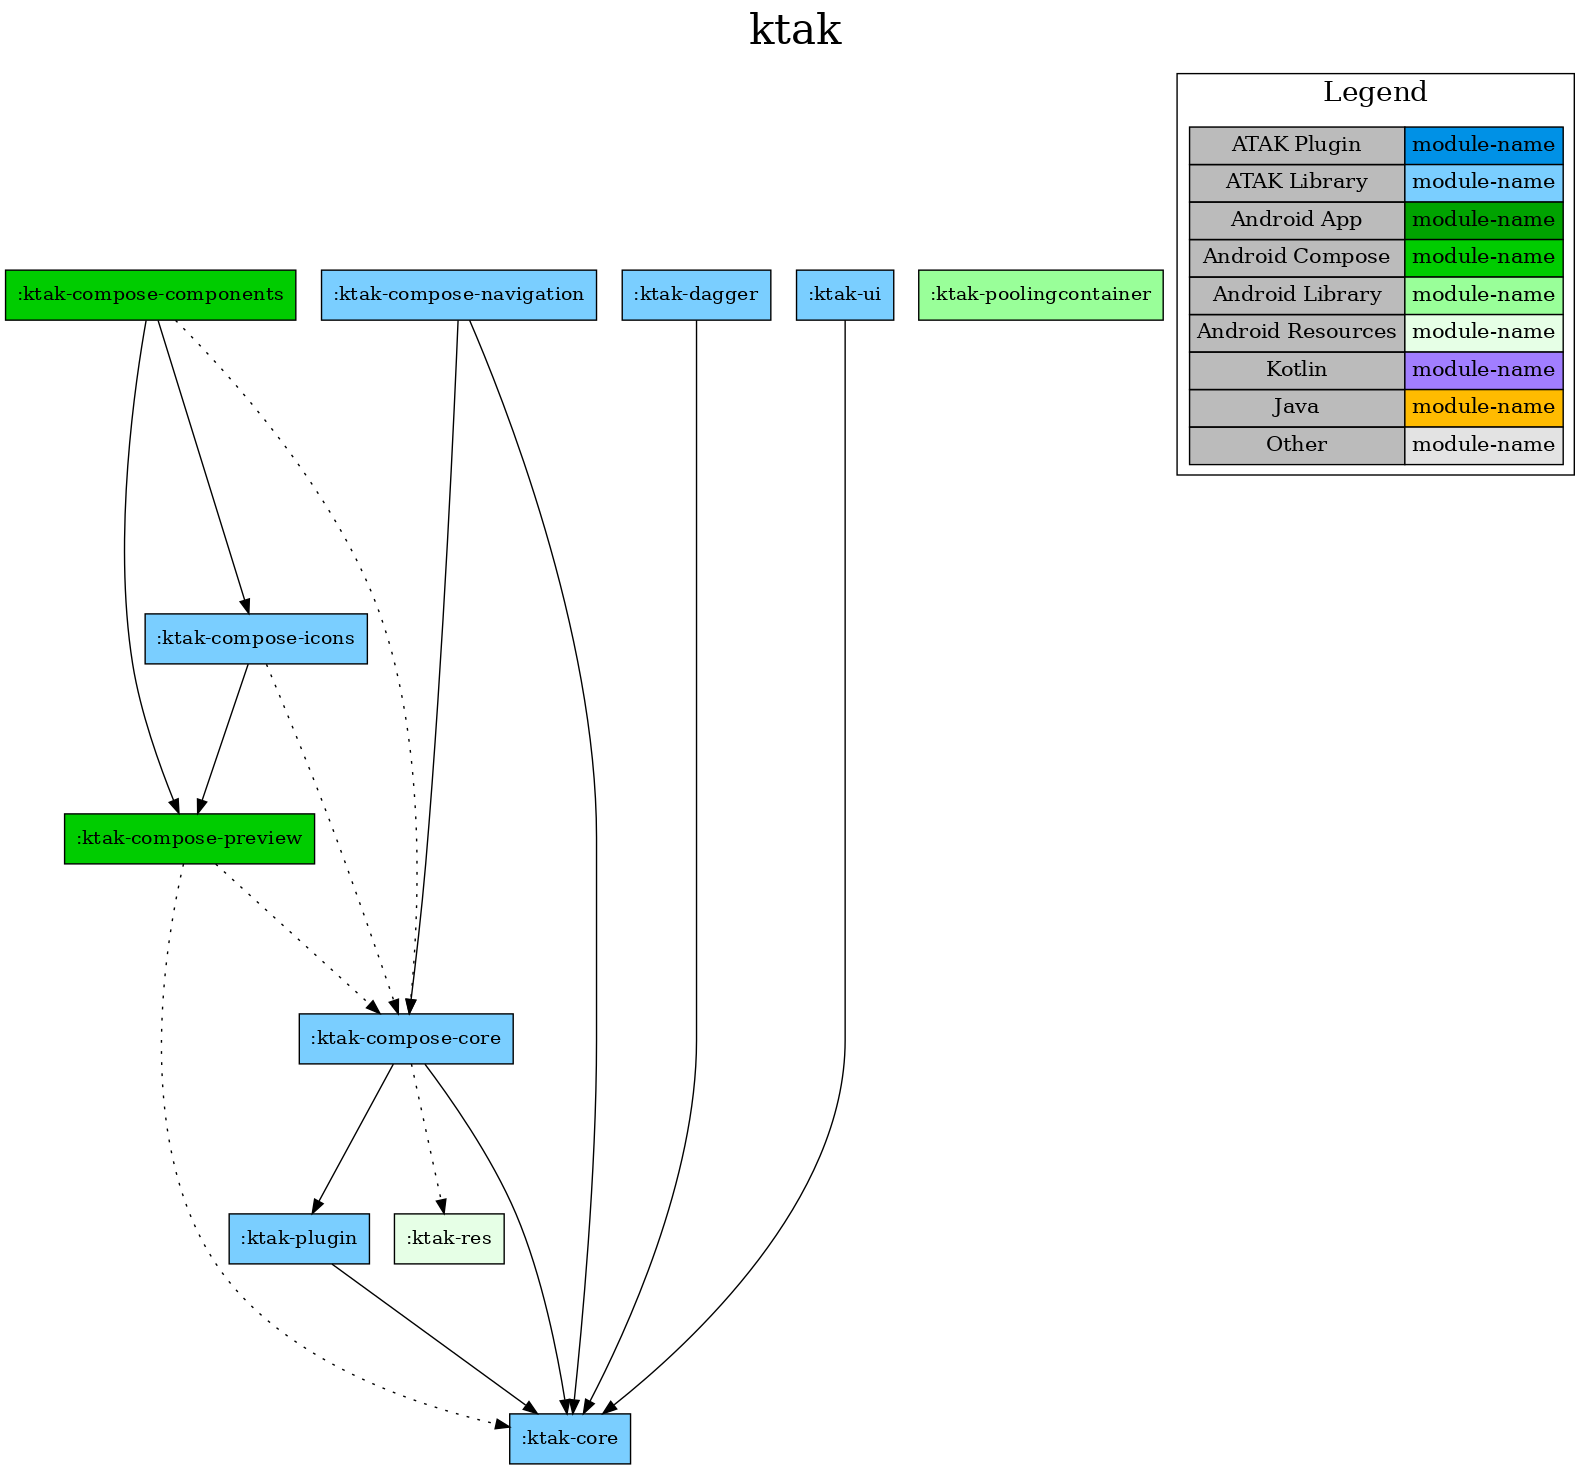 ktak
Legend
ATAK Plugin module-name
ATAK Library module-name
Android App module-name
Android Compose module-name
Android Library module-name
Android Resources module-name
Kotlin module-name
Java module-name
Other module-name
:ktak-compose-components
:ktak-compose-navigation
:ktak-dagger
:ktak-ui
:ktak-poolingcontainer
:ktak-compose-icons
:ktak-compose-preview
:ktak-compose-core
:ktak-plugin
:ktak-res
:ktak-core